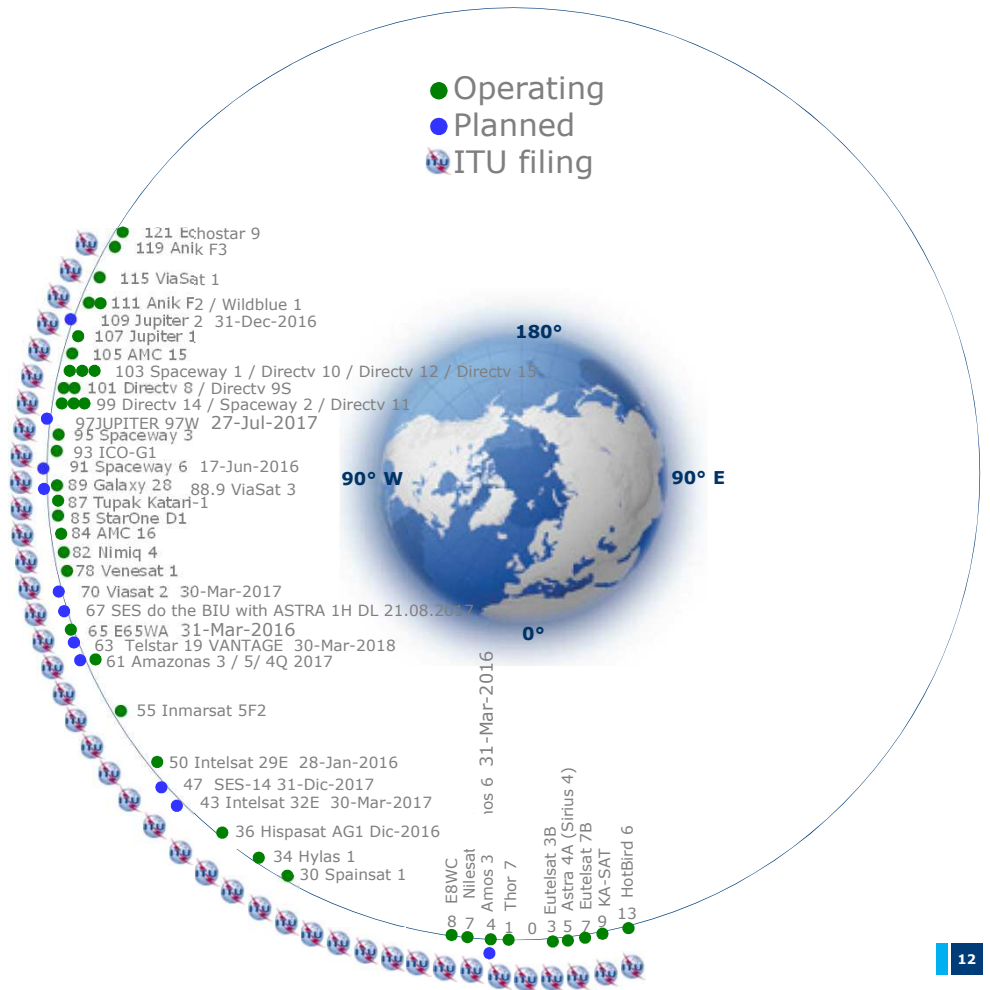 Operating
Planned
ITU filing
121 Echostar 9
119 Anik F3
115 ViaSat 1
111 Anik F2 / Wildblue 1
109 Jupiter 2 31-Dec-2016
107 Jupiter 1
105 AMC 15
103 Spaceway 1 / Directv 10 / Directv 12 / Directv 15
101 Directv 8 / Directv 9S
99 Directv 14 / Spaceway 2 / Directv 11
97JUPITER 97W 27-Jul-2017
95 Spaceway 3
93 ICO-G1
91 Spaceway 6 17-Jun-2016
89 Galaxy 28
88.9 ViaSat 3
87 Tupak Katari-1
85 StarOne D1
84 AMC 16
82 Nimiq 4
78 Venesat 1
70 Viasat 2 30-Mar-2017
67 SES do the BIU with ASTRA 1H DL 21.08.2017
65 E65WA 31-Mar-2016
63 Telstar 19 VANTAGE 30-Mar-2018
61 Amazonas 3 / 5/ 4Q 2017
55 Inmarsat 5F2
50 Intelsat 29E 28-Jan-2016
47 SES-14 31-Dic-2017
43 Intelsat 32E 30-Mar-2017
36 Hispasat AG1 Dic-2016
34 Hylas 1
30 Spainsat 1
180°
90° W
90° E
0°
8 E8WC
7 Nilesat
4 Amos 3
6 31-Mar-2016
1 Thor 7
0
3 Eutelsat 3B
5 Astra 4A (Sirius 4)
7 Eutelsat 7B
9 KA-SAT
13 HotBird 6
12